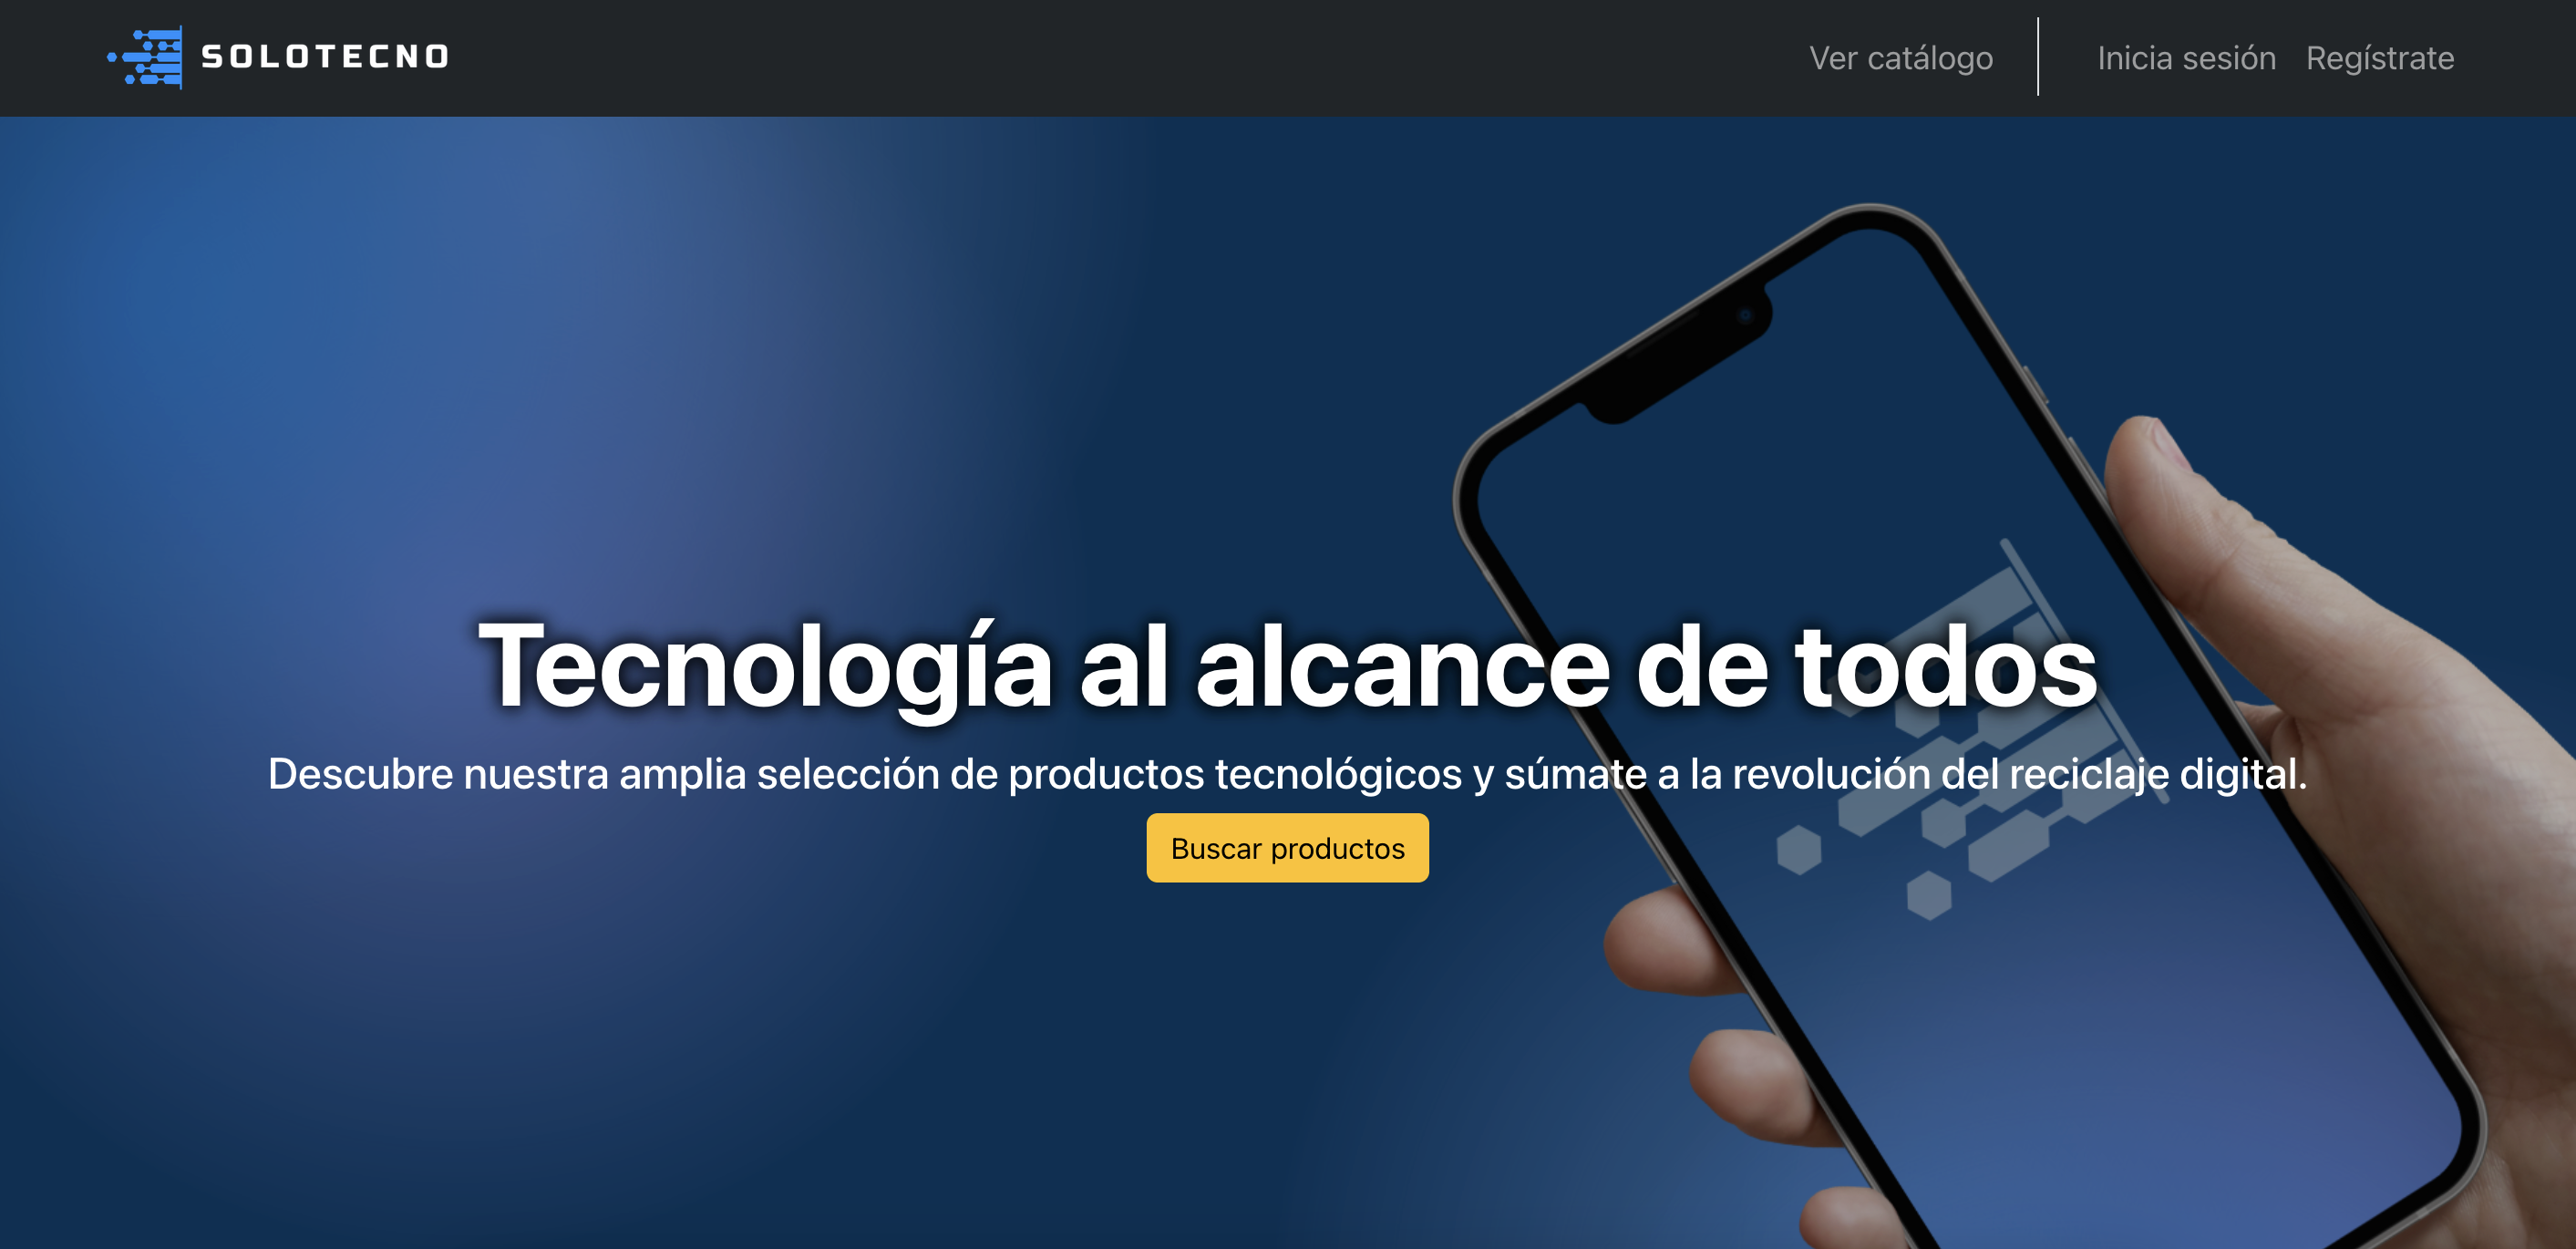 SOLOTECNO
Ver catálogo
Inicia sesión
Regístrate
Tecnología al alcance de todos
Descubre nuestra amplia selección de productos tecnológicos y súmate a la revolución del reciclaje digital.
Buscar productos